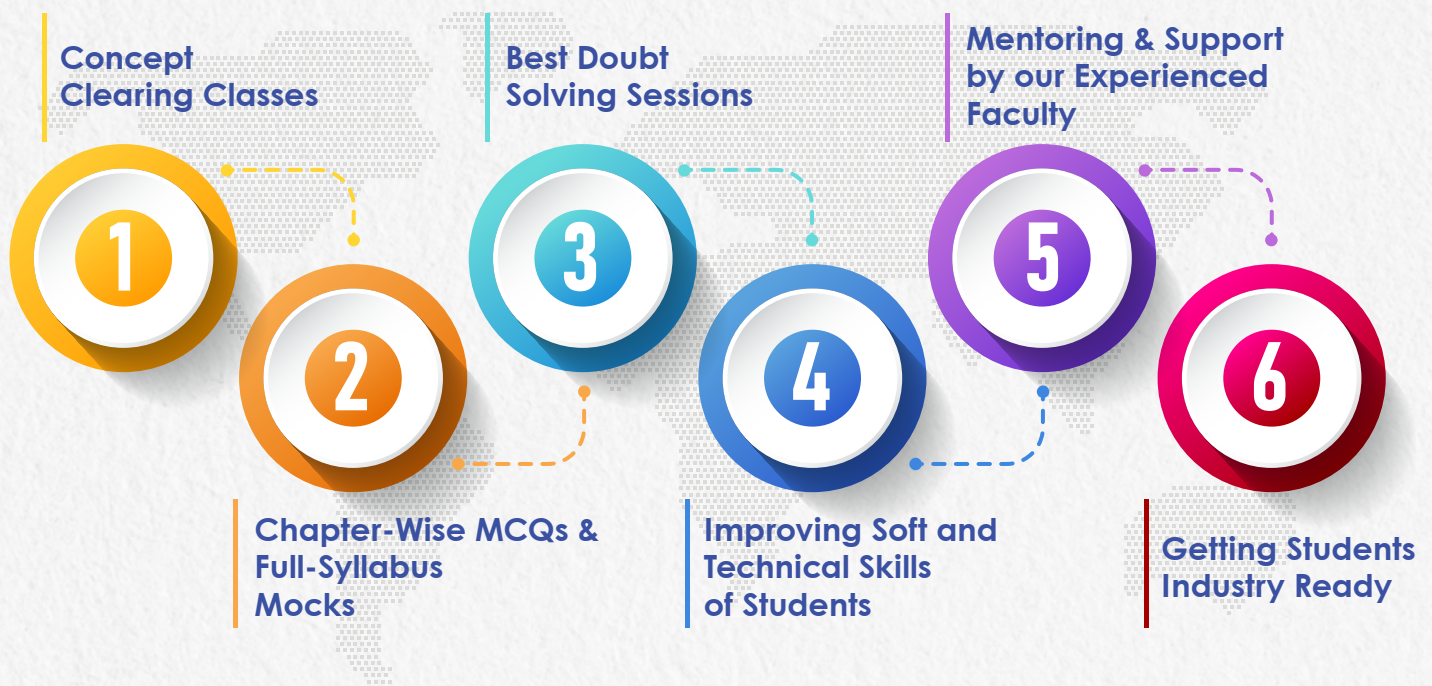 1
Concept
Clearing Classes
2
Chapter-Wise MCQs &
Full-Syllabus
Mocks
3
Best Doubt
Solving Sessions
4
Improving Soft and
Technical Skills
of Students
5
Mentoring & Support
by our Experienced
Faculty
6
Getting Students
Industry Ready